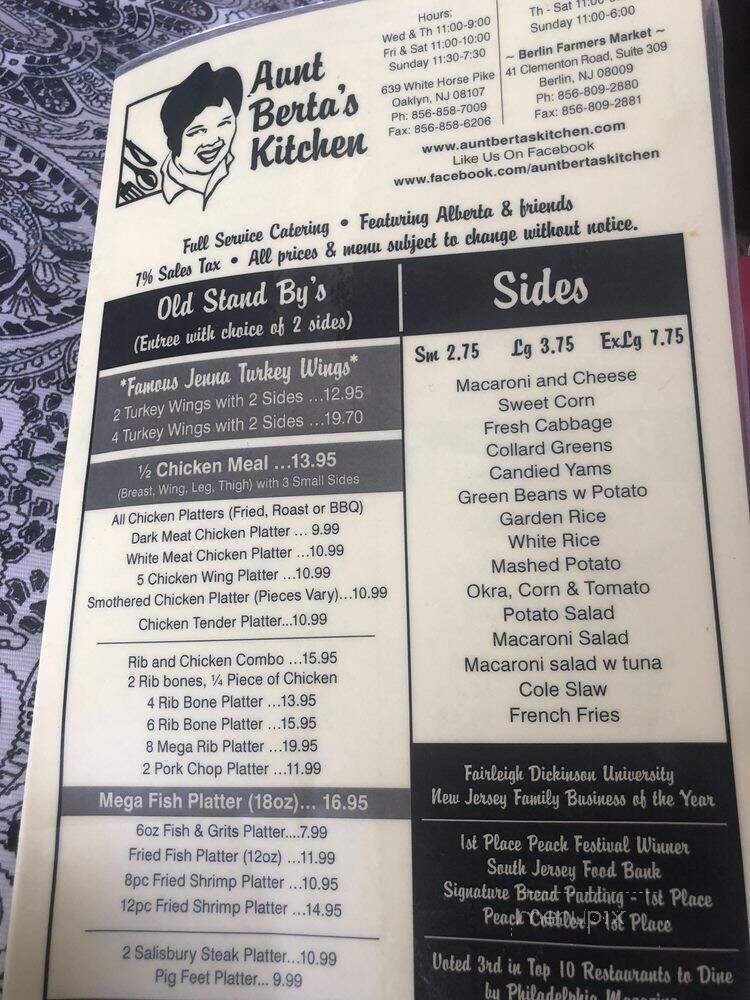 Aunt
Berta's
Kitchen
Hours:
Wed & Th 11:00-9:00
Fri & Sat 11:00-10:00
Sunday 11:30-7:30
639 White Horse Pike
Oaklyn, NJ 08107
Ph: 856-858-7009
Fax: 856-858-6206
Th - Sat 11:00
Sunday 11:00-6:00
~ Berlin Farmers Market ~
41 Clementon Road, Suite 309
Berlin, NJ 08009
Ph: 856-809-2880
Fax: 856-809-2881
www.auntbertaskitchen.com
Like Us On Facebook
www.facebook.com/auntbertaskitchen
Full Service Catering • Featuring Alberta & friends
7% Sales Tax • All prices & menu subject to change without notice.
Old Stand By's
(Entree with choice of 2 sides)
*Famous Jenna Turkey Wings*
2 Turkey Wings with 2 Sides ...12.95
4 Turkey Wings with 2 Sides ...19.70
½ Chicken Meal ...13.95
(Breast, Wing, Leg, Thigh) with 3 Small Sides
All Chicken Platters (Fried, Roast or BBQ)
Dark Meat Chicken Platter ... 9.99
White Meat Chicken Platter ...10.99
5 Chicken Wing Platter ...10.99
Smothered Chicken Platter (Pieces Vary)...10.99
Chicken Tender Platter...10.99
Rib and Chicken Combo ...15.95
2 Rib bones, ¼ Piece of Chicken
4 Rib Bone Platter ...13.95
6 Rib Bone Platter ...15.95
8 Mega Rib Platter ...19.95
2 Pork Chop Platter ...11.99
Mega Fish Platter (18oz)... 16.95
6oz Fish & Grits Platter....7.99
Fried Fish Platter (12oz) ...11.99
8pc Fried Shrimp Platter ...10.95
12pc Fried Shrimp Platter ...14.95
2 Salisbury Steak Platter...10.99
Pig Feet Platter... 9.99
Sides
Sm 2.75 Lg 3.75 ExLg 7.75
Macaroni and Cheese
Sweet Corn
Fresh Cabbage
Collard Greens
Candied Yams
Green Beans w Potato
Garden Rice
White Rice
Mashed Potato
Okra, Corn & Tomato
Potato Salad
Macaroni Salad
Macaroni salad w tuna
Cole Slaw
French Fries
Fairleigh Dickinson University
New Jersey Family Business of the Year
1st Place Peach Festival Winner
South Jersey Food Bank
Signature Bread Pudding - 1st Place
Peach Cobbler - 1st Place
menupix
Voted 3rd in Top 10 Restaurants to Dine
by Philadelphia